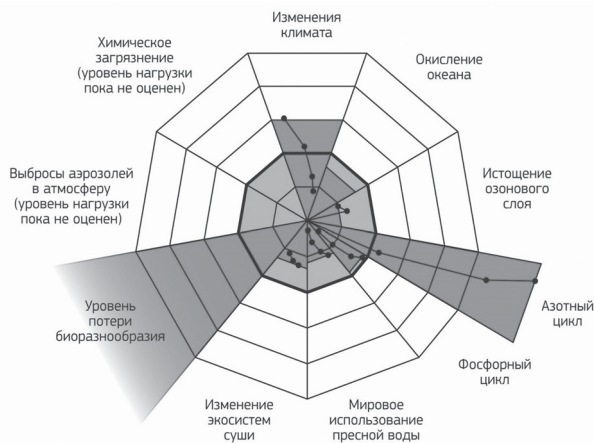 Изменения
климата
Окисление
океана
Истощение
озонового
слоя
Азотный
цикл
Фосфорный
цикл
Мировое
использование
пресной воды
Изменение
экосистем
суши
Уровень
потери
биоразнообразия
Выбросы аэрозолей
в атмосферу
(уровень нагрузки
пока не оценен)
Химическое
загрязнение
(уровень нагрузки
пока не оценен)